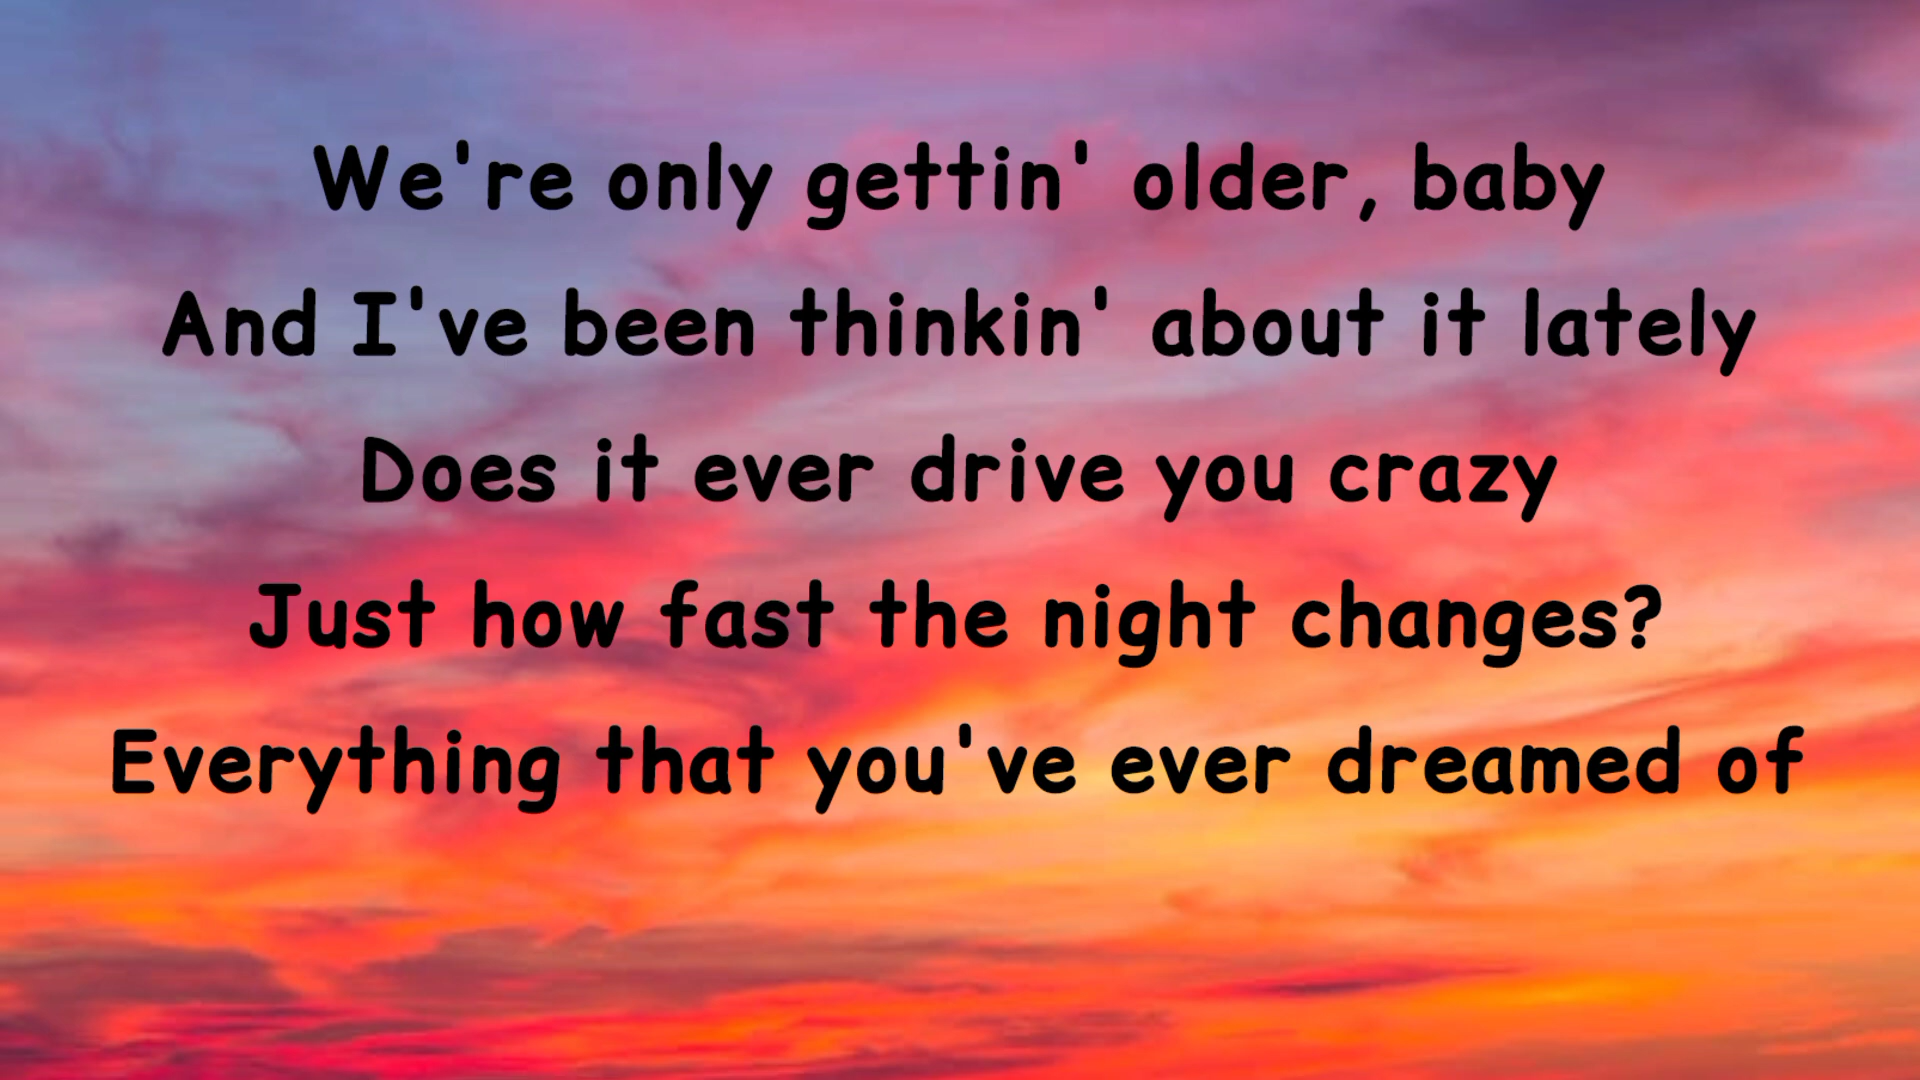 We're only gettin' older, baby
And I've been thinkin' about it lately
Does it ever drive you crazy
Just how fast the night changes?
Everything that you've ever dreamed of